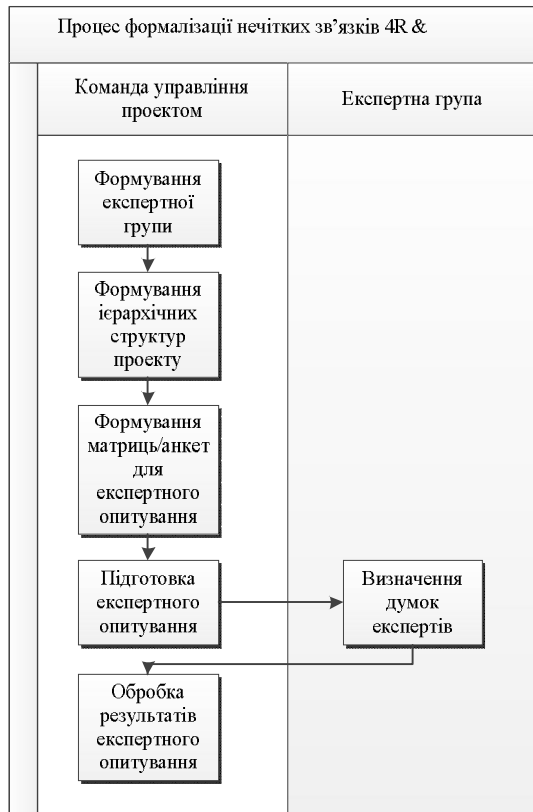 Процес формалізації нечітких зв’язків 4R &
Команда управління
проектом
Експертна група
Формування
експертної
групи
Формування
ієрархічних
структур
проекту
Формування
матриць/анкет
для
експертного
опитування
Підготовка
експертного
опитування
Визначення
думок
експертів
Обробка
результатів
експертного
опитування